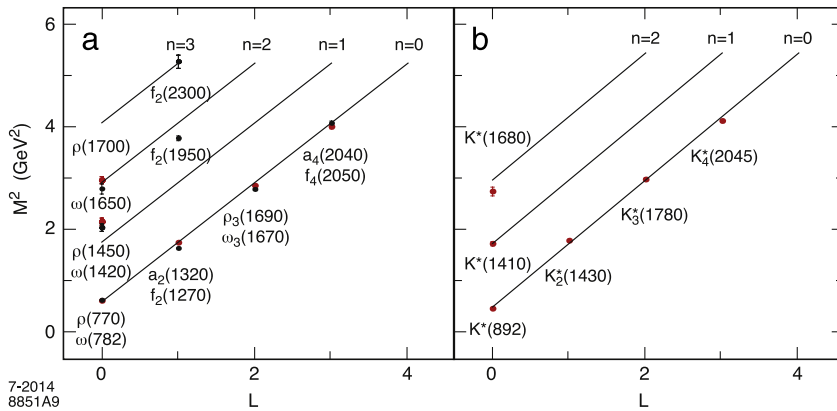 a
n=3 n=2 n=1 n=0
f₂(2300)
ρ(1700)
f₂(1950)
ω(1650)
a₄(2040)
f₄(2050)
ρ₃(1690)
ω₃(1670)
ρ(1450)
ω(1420)
a₂(1320)
f₂(1270)
ρ(770)
ω(782)
M² (GeV²)
6
4
2
0
0 2 4
L
b
n=2 n=1 n=0
K*(1680)
K*₄(2045)
K*₃(1780)
K*(1410)
K*₂(1430)
K*(892)
0 2 4
L
7-2014
8851A9